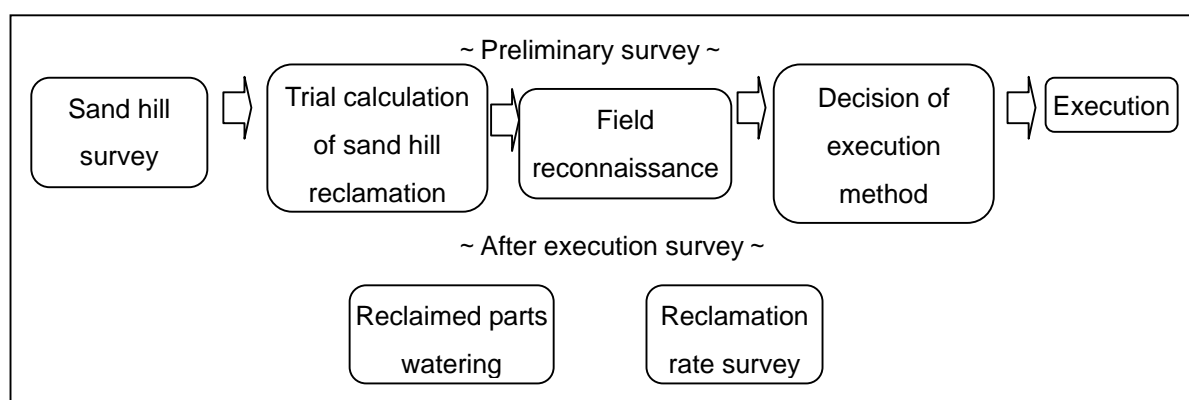 ~ Preliminary survey ~
Sand hill
survey
Trial calculation
of sand hill
reclamation
Field
reconnaissance
Decision of
execution
method
Execution
~ After execution survey ~
Reclaimed parts
watering
Reclamation
rate survey